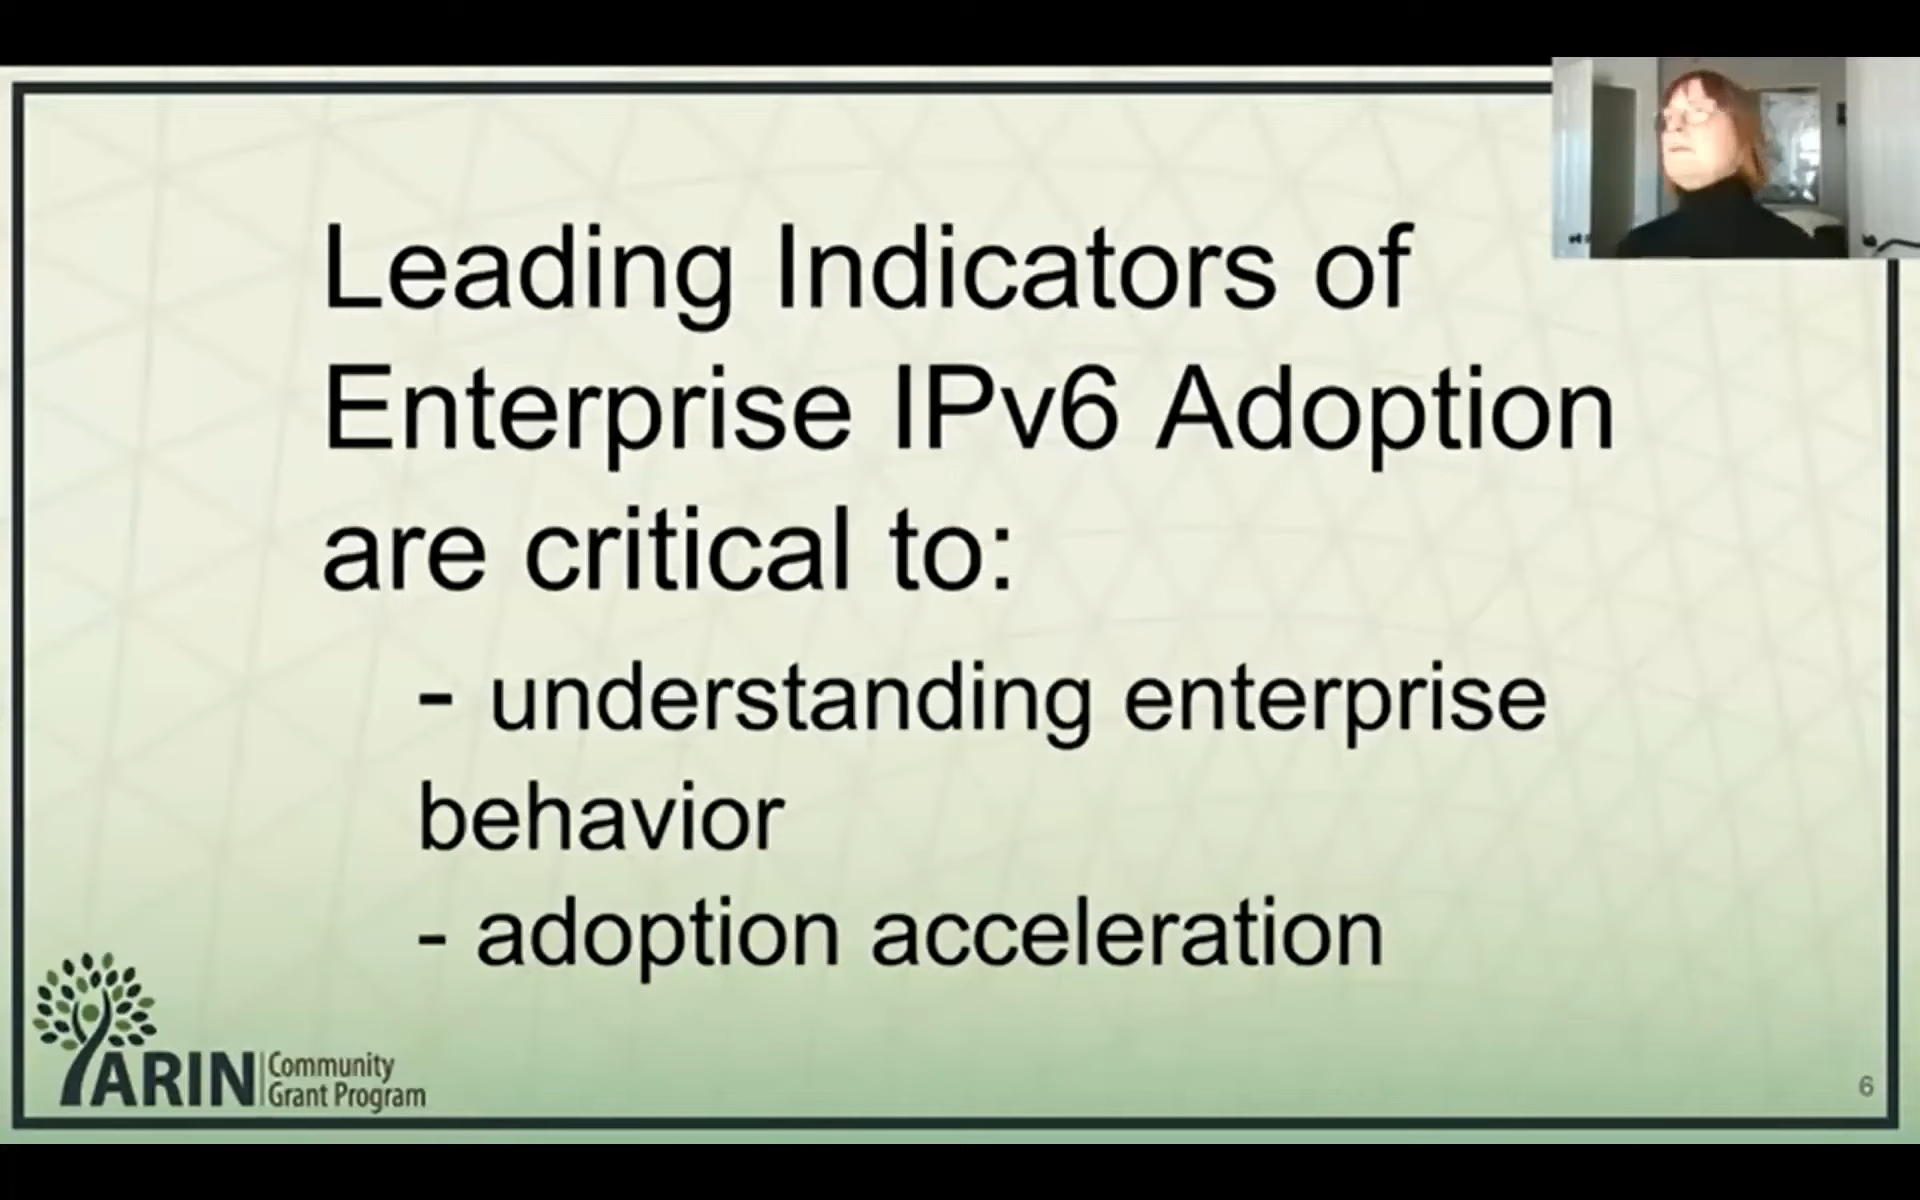 Leading Indicators of
Enterprise IPv6 Adoption
are critical to:
- understanding enterprise
behavior
- adoption acceleration
ARIN
Community
Grant Program
6